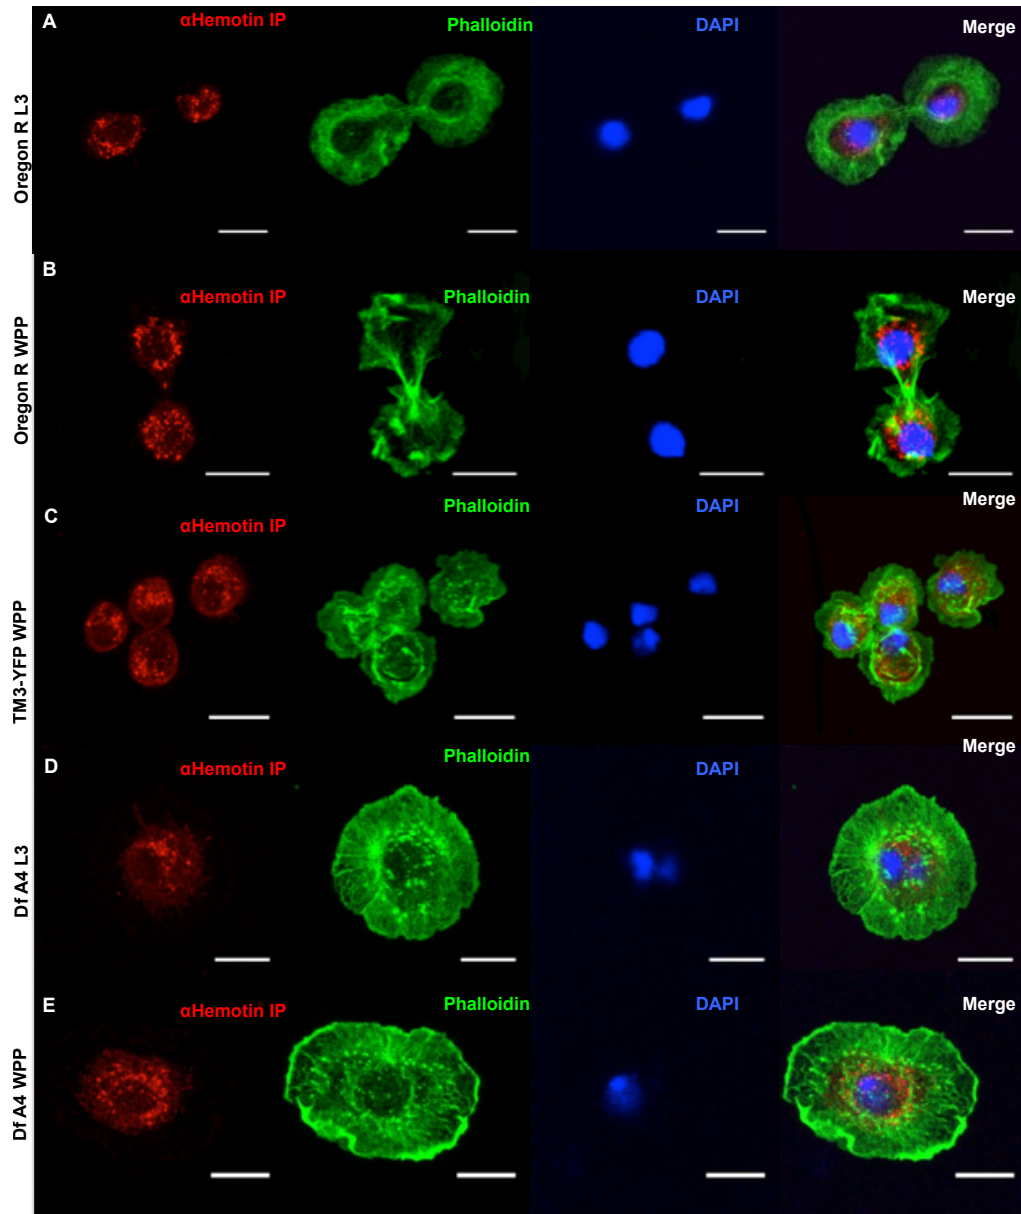 A
αHemotin IP
Phalloidin
DAPI
Merge
Oregon R L3
B
αHemotin IP
Phalloidin
DAPI
Merge
Oregon R WPP
C
αHemotin IP
Phalloidin
DAPI
Merge
TM3-YFP WPP
D
αHemotin IP
Phalloidin
DAPI
Merge
Df A4 L3
E
αHemotin IP
Phalloidin
DAPI
Merge
Df A4 WPP